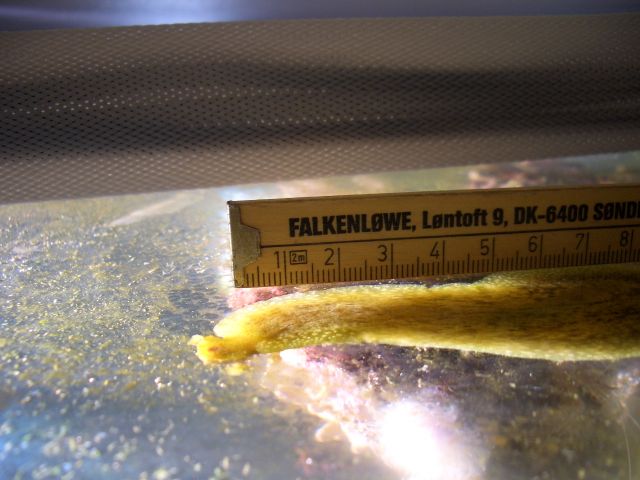 FALKENLØWE, Løntoft 9, DK-6400 SØND
1 2m 2 3 4 5 6 7 8